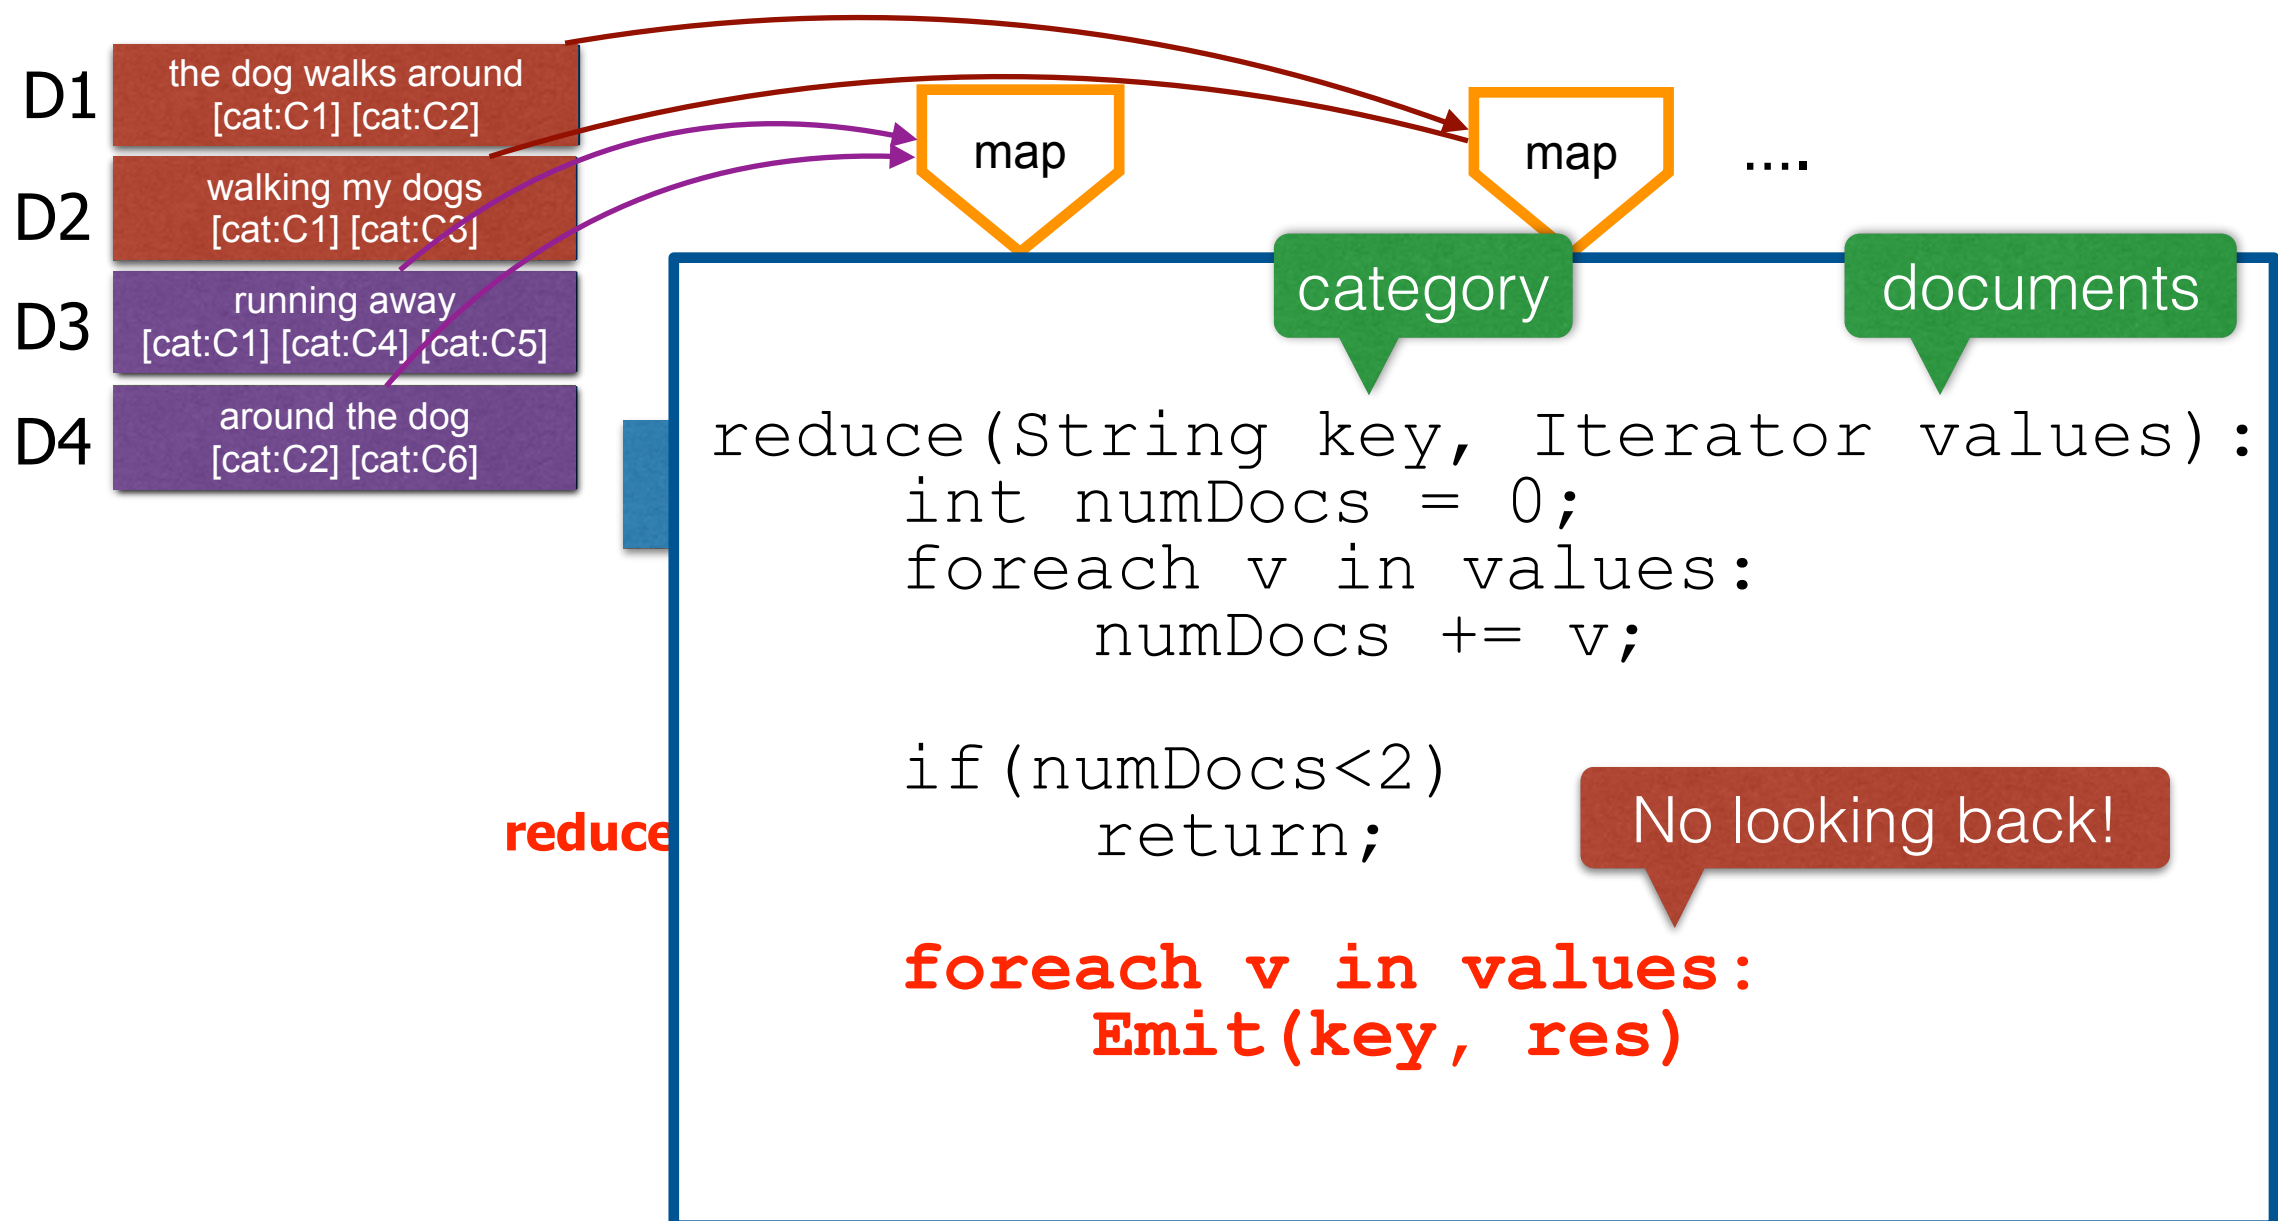 D1
the dog walks around
[cat:C1] [cat:C2]
D2
walking my dogs
[cat:C1] [cat:C3]
D3
running away
[cat:C1] [cat:C4] [cat:C5]
D4
around the dog
[cat:C2] [cat:C6]
map
map
....
category
documents
reduce(String key, Iterator values):
int numDocs = 0;
foreach v in values:
numDocs += v;
if(numDocs<2)
return;
reduce
No looking back!
foreach v in values:
Emit(key, res)